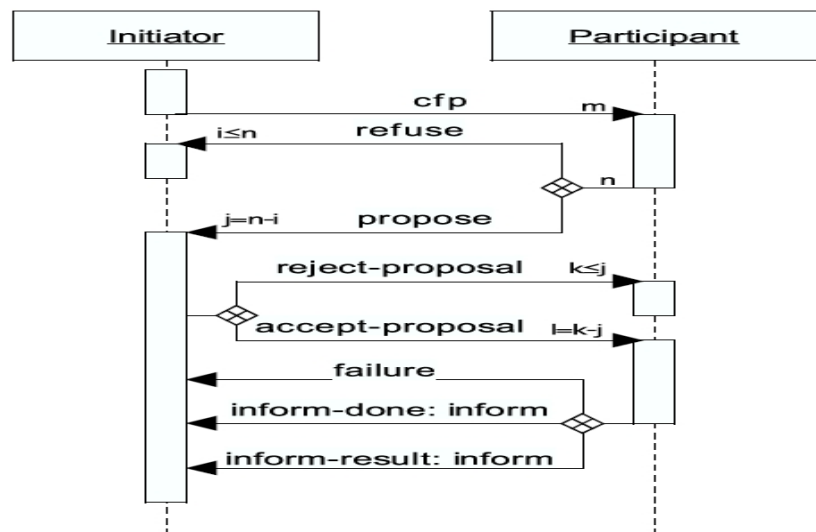 Initiator
Participant
cfp
m
i≤n
refuse
n
j=n-i
propose
reject-proposal
k≤j
accept-proposal
l=k-j
failure
inform-done: inform
inform-result: inform